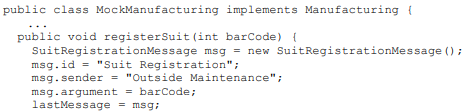 public class MockManufacturing implements Manufacturing {
...
public void registerSuit(int barCode) {
SuitRegistrationMessage msg = new SuitRegistrationMessage();
msg.id = "Suit Registration";
msg.sender = "Outside Maintenance";
msg.argument = barCode;
lastMessage = msg;